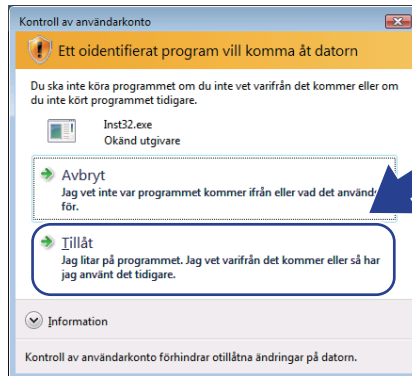 Kontroll av användarkonto
Ett oidentifierat program vill komma åt datorn
Du ska inte köra programmet om du inte vet varifrån det kommer eller om
du inte kört programmet tidigare.
Inst32.exe
Okänd utgivare
Avbryt
Jag vet inte var programmet kommer ifrån eller vad det används
för.
Tillåt
Jag litar på programmet. Jag vet varifrån det kommer eller så har
jag använt det tidigare.
Information
Kontroll av användarkonto förhindrar otillåtna ändringar på datorn.